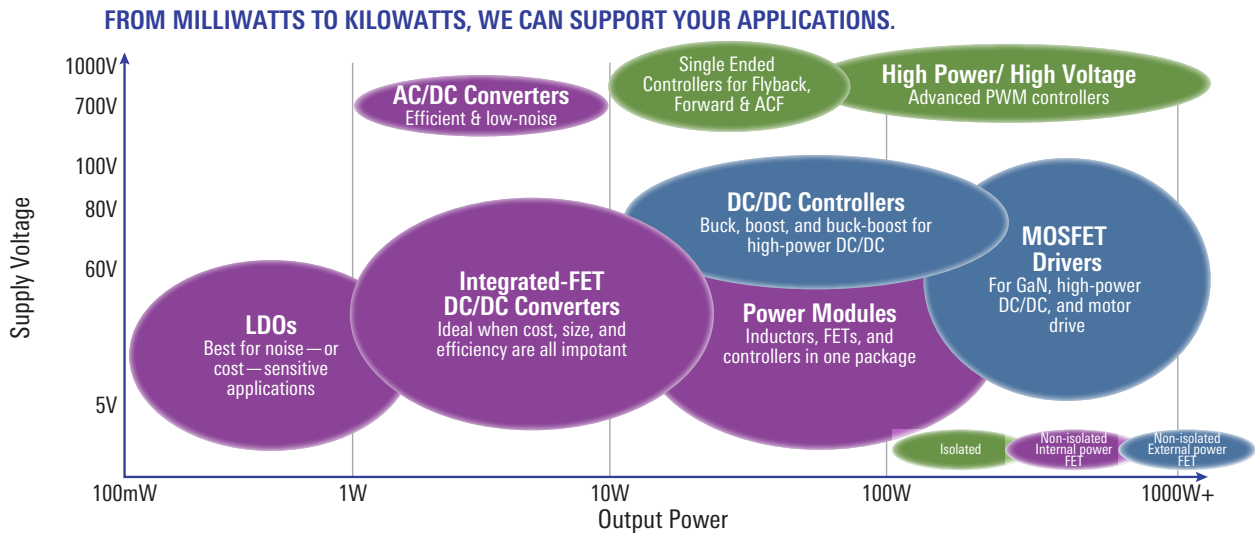 FROM MILLIWATTS TO KILOWATTS, WE CAN SUPPORT YOUR APPLICATIONS.
Supply Voltage
1000V
700V
100V
80V
60V
5V
AC/DC Converters
Efficient & low-noise
Single Ended
Controllers for Flyback,
Forward & ACF
High Power/ High Voltage
Advanced PWM controllers
DC/DC Controllers
Buck, boost, and buck-boost for
high-power DC/DC
MOSFET
Drivers
For GaN, high-power
DC/DC, and motor
drive
Integrated-FET
DC/DC Converters
Ideal when cost, size, and
efficiency are all impotant
Power Modules
Inductors, FETs, and
controllers in one package
LDOs
Best for noise—or
cost—sensitive
applications
Isolated
Non-isolated
Internal power
FET
Non-isolated
External power
FET
100mW
1W
10W
100W
1000W+
Output Power